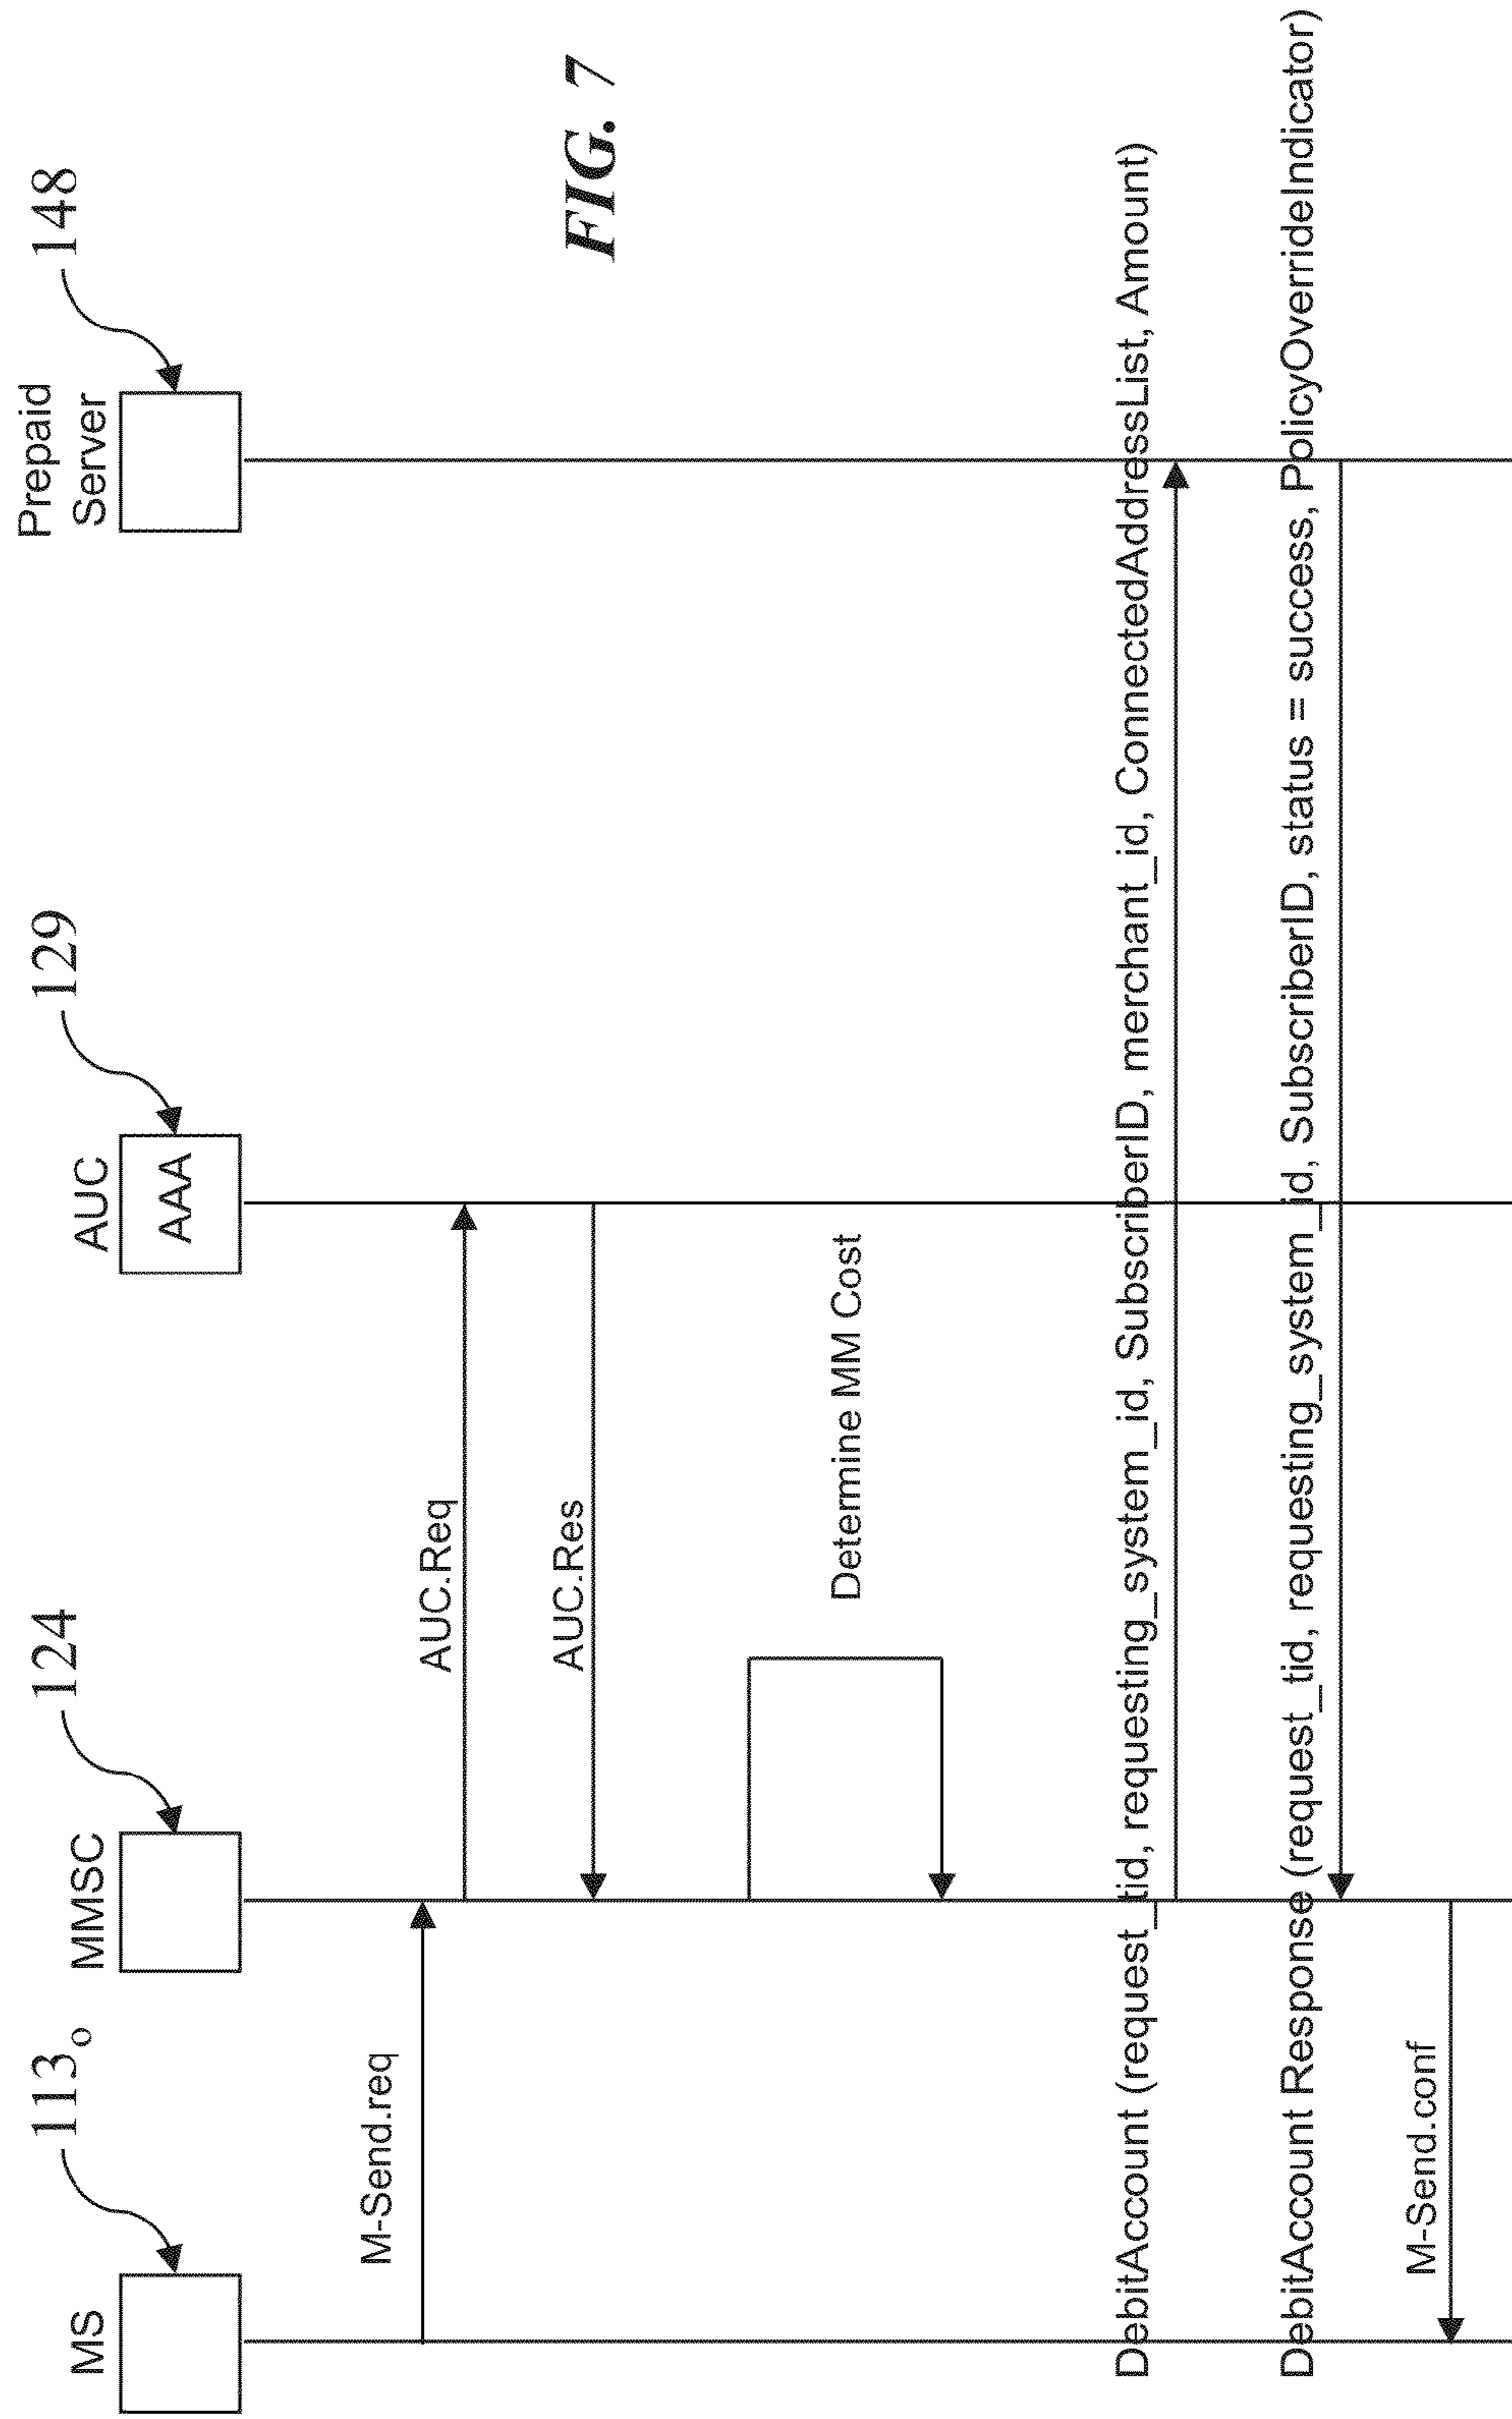 113o
124
129
148
MS
MMSC
AUC
Prepaid
Server
AAA
M-Send.req
AUC.Req
AUC.Res
FIG. 7
Determine MM Cost
DebitAccount (request_tid, requesting_system_id, SubscriberID, merchant_id, ConnectedAddressList, Amount)
DebitAccount Response (request_tid, requesting_system_id, SubscriberID, status = success, PolicyOverrideIndicator)
M-Send.conf